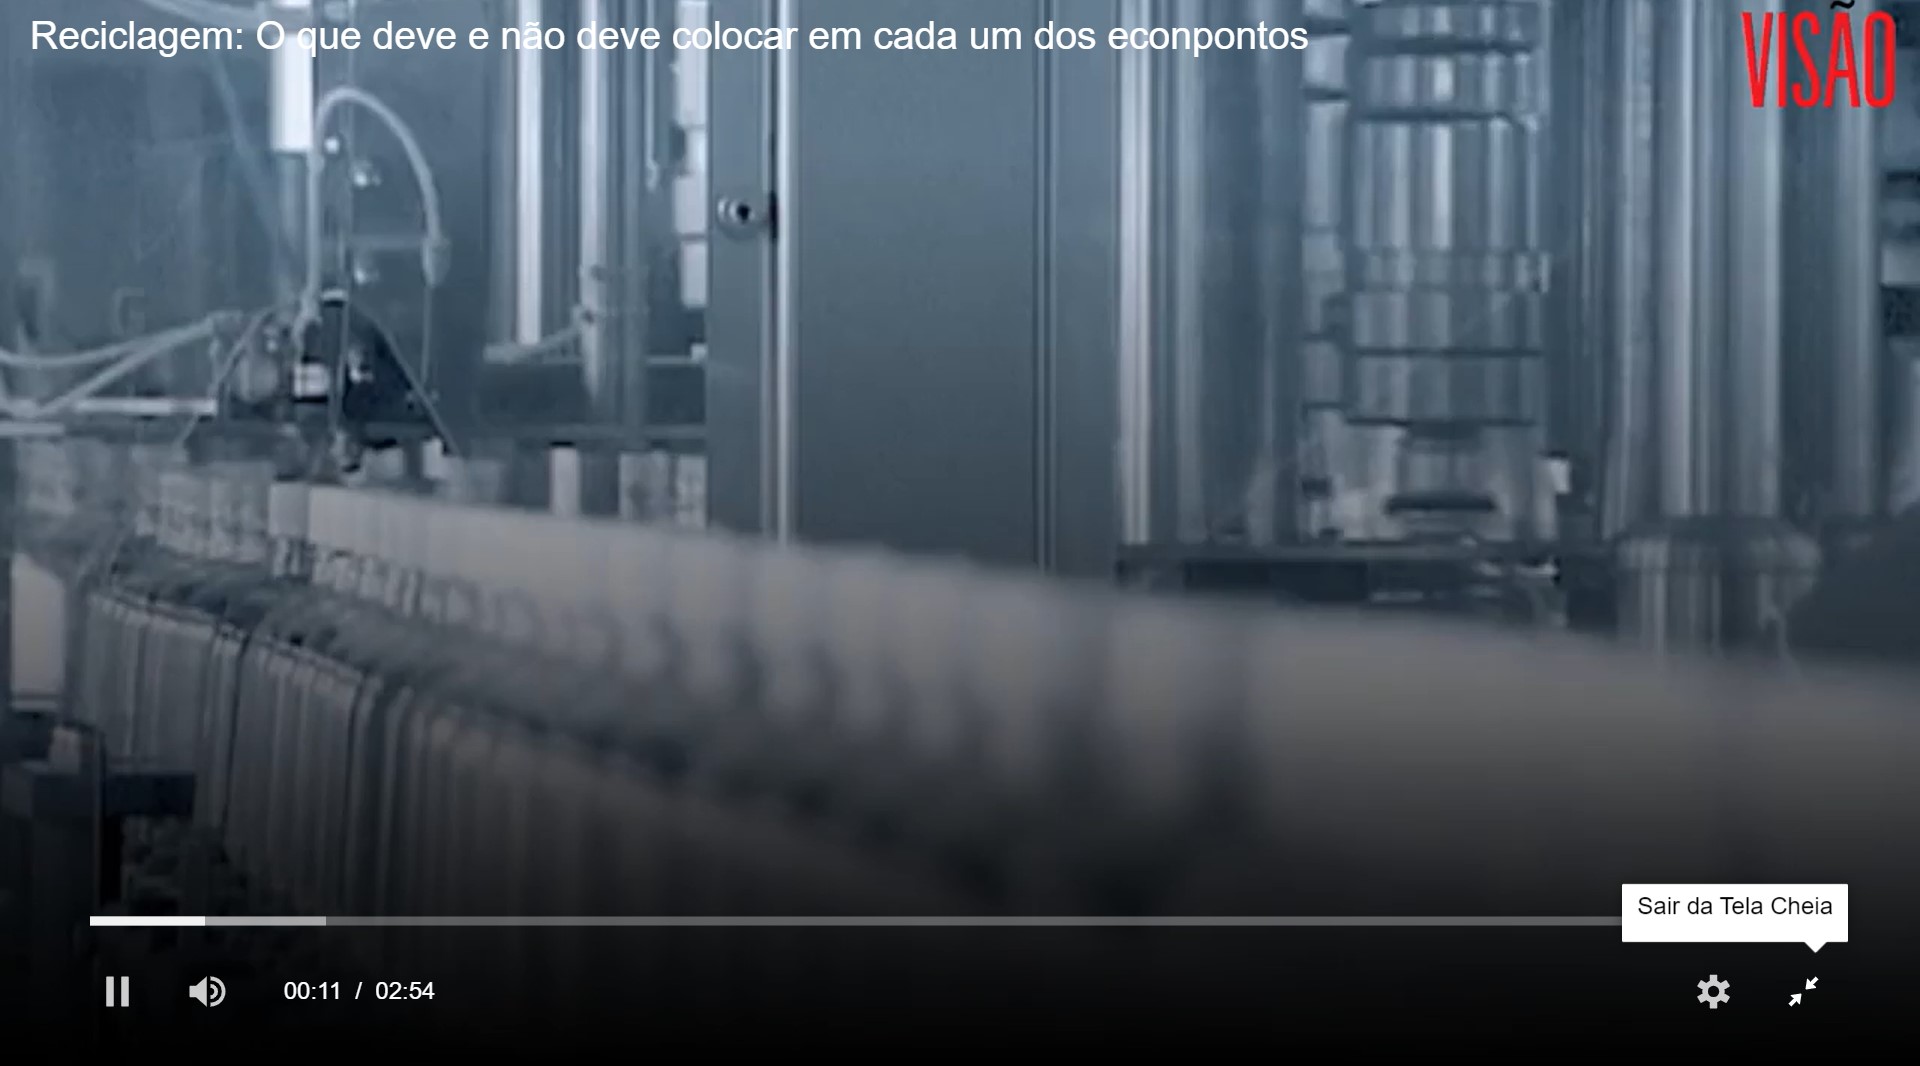 Reciclagem: O que deve e não deve colocar em cada um dos econpontos
VISÃO
Sair da Tela Cheia
00:11 / 02:54